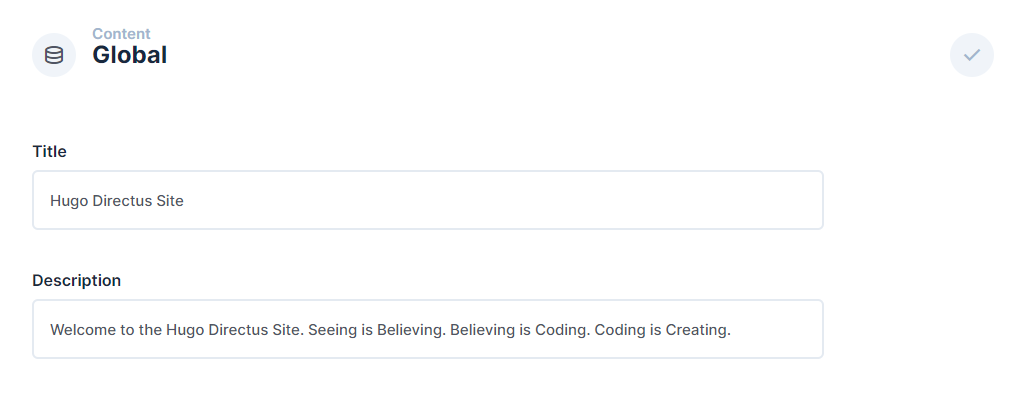 Content
Global
Title
Hugo Directus Site
Description
Welcome to the Hugo Directus Site. Seeing is Believing. Believing is Coding. Coding is Creating.